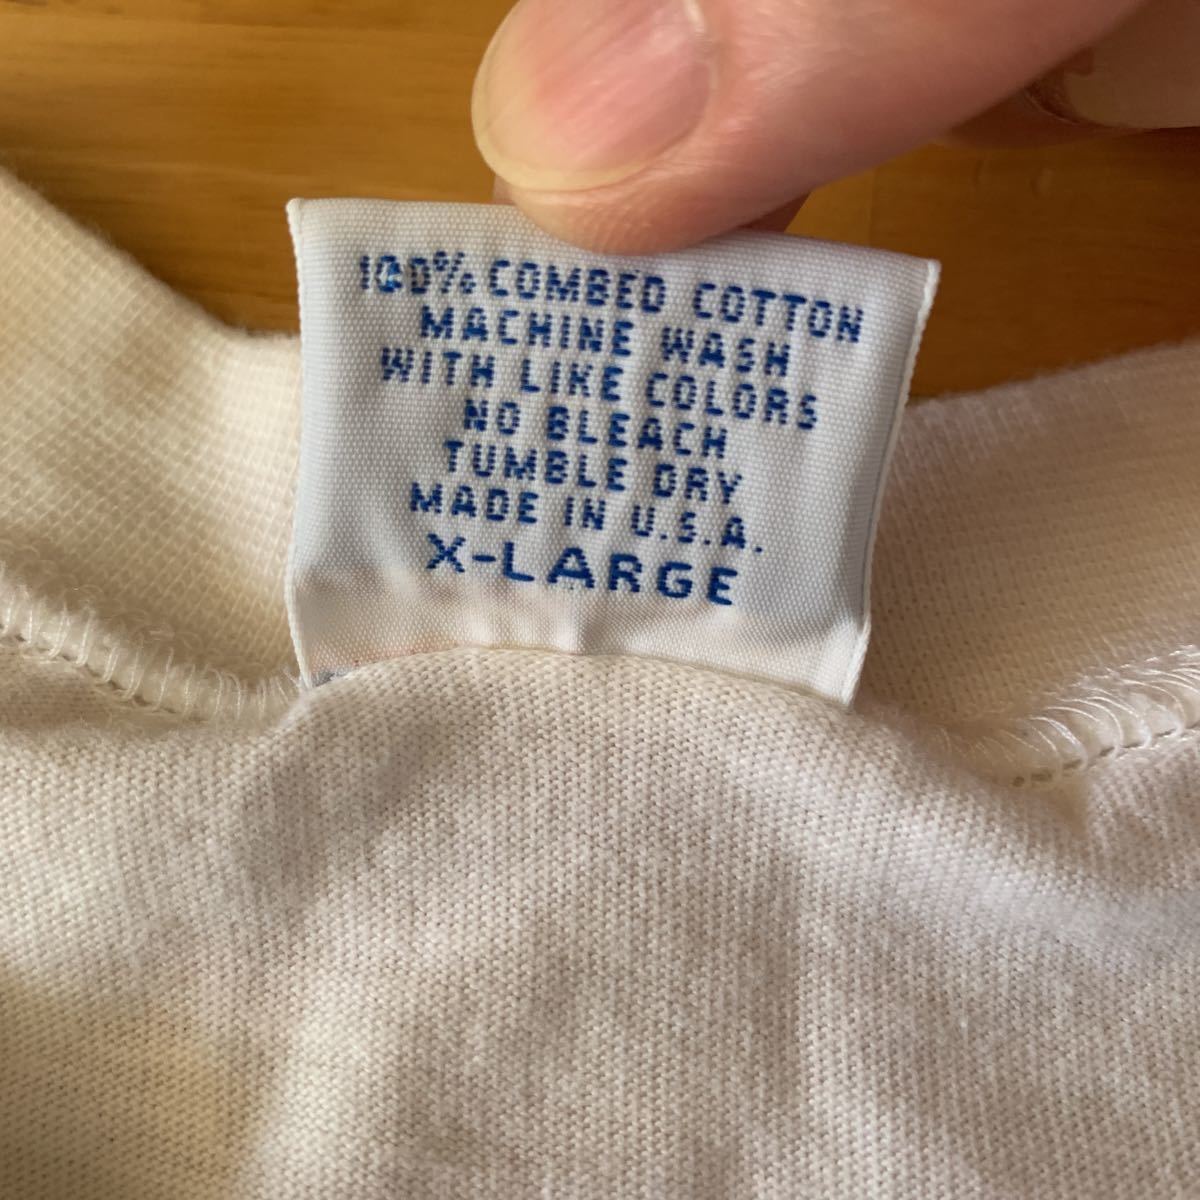 100% COMBED COTTON
MACHINE WASH
WITH LIKE COLORS
NO BLEACH
TUMBLE DRY
MADE IN U.S.A.
X-LARGE